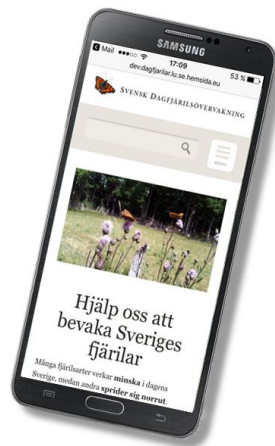 SAMSUNG
Mail 17:09 53 %
dev.dagfjarilar.lu.se.hemsida.eu
SVENSK DAGFJÄRILSÖVERVAKNING
MENY
Hjälp oss att
bevaka Sveriges
fjärilar
Många fjärilsarter verkar minska i dagens
Sverige, medan andra sprider sig norrut.